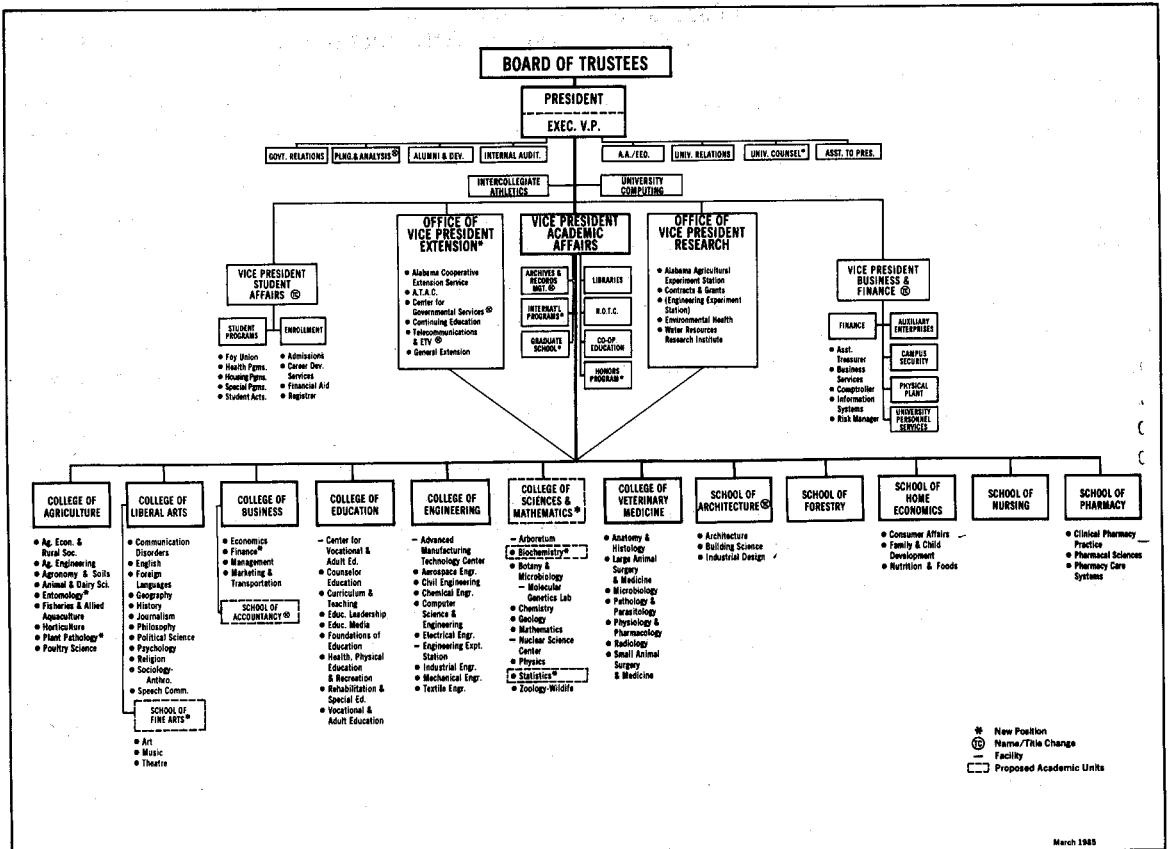 BOARD OF TRUSTEES
PRESIDENT
EXEC. V.P.
GOVT. RELATIONS
PLNG.& ANALYSIS TC
ALUMNI & DEV.
INTERNAL AUDIT.
A.A./EEO.
UNIV. RELATIONS
UNIV. COUNSEL*
ASST. TO PRES.
INTERCOLLEGIATE
ATHLETICS
UNIVERSITY
COMPUTING
VICE PRESIDENT
STUDENT
AFFAIRS TC
STUDENT
PROGRAMS
● Foy Union
● Health Pgms.
● Housing Pgms.
● Special Pgms.
● Student Acts.
ENROLLMENT
● Admissions
● Career Dev.
Services
● Financial Aid
● Registrer
OFFICE OF
VICE PRESIDENT
EXTENSION*
● Alabama Cooperative
Extension Service
● A.T.A.C.
● Center for
Governmental Services TC
● Continuing Education
● Telecommunications
& ETV TC
● General Extension
VICE PRESIDENT
ACADEMIC
AFFAIRS
ARCHIVES &
RECORDS
MGT. TC
INTERNAT'L
PROGRAMS*
GRADUATE
SCHOOL*
LIBRARIES
R.O.T.C.
CO-OP
EDUCATION
HONORS
PROGRAM*
OFFICE OF
VICE PRESIDENT
RESEARCH
● Alabama Agricultural
Experiment Station
● Contracts & Grants
● (Engineering Experiment
Station)
● Environmental Health
● Water Resources
Research Institute
VICE PRESIDENT
BUSINESS &
FINANCE TC
FINANCE
● Asst.
Treasurer
● Business
Services
● Comptroller
● Information
Systems
● Risk Manager
AUXILIARY
ENTERPRISES
CAMPUS
SECURITY
PHYSICAL
PLANT
UNIVERSITY
PERSONNEL
SERVICES
COLLEGE OF
AGRICULTURE
● Ag. Econ. &
Rural Soc.
● Ag. Engineering
● Agronomy & Soils
● Animal & Dairy Sci.
● Entomology*
● Fisheries & Allied
Aquaculture
● Horticulture
● Plant Pathology*
● Poultry Science
COLLEGE OF
LIBERAL ARTS
● Communication
Disorders
● English
● Foreign
Languages
● Geography
● History
● Journalism
● Philosophy
● Political Science
● Psychology
● Religion
● Sociology-
Anthro.
● Speech Comm.
SCHOOL OF
FINE ARTS*
● Art
● Music
● Theatre
COLLEGE OF
BUSINESS
● Economics
● Finance*
● Management
● Marketing &
Transportation
SCHOOL OF
ACCOUNTANCY TC
COLLEGE OF
EDUCATION
– Center for
Vocational &
Adult Ed.
● Counselor
Education
● Curriculum &
Teaching
● Educ. Leadership
● Educ. Media
● Foundations of
Education
● Health, Physical
Education
& Recreation
● Rehabilitation &
Special Ed.
● Vocational &
Adult Education
COLLEGE OF
ENGINEERING
– Advanced
Manufacturing
Technology Center
● Aerospace Engr.
● Civil Engineering
● Chemical Engr.
● Computer
Science &
Engineering
● Electrical Engr.
– Engineering Expt.
Station
● Industrial Engr.
● Mechanical Engr.
● Textile Engr.
COLLEGE OF
SCIENCES &
MATHEMATICS*
– Arboretum
● Biochemistry*
● Botany &
Microbiology
– Molecular
Genetics Lab
● Chemistry
● Geology
● Mathematics
– Nuclear Science
Center
● Physics
● Statistics*
● Zoology-Wildlife
COLLEGE OF
VETERINARY
MEDICINE
● Anatomy &
Histology
● Large Animal
Surgery
& Medicine
● Microbiology
● Pathology &
Parasitology
● Physiology &
Pharmacology
● Radiology
● Small Animal
Surgery
& Medicine
SCHOOL OF
ARCHITECTURE TC
● Architecture
● Building Science
● Industrial Design
SCHOOL OF
FORESTRY
SCHOOL OF
HOME
ECONOMICS
● Consumer Affairs
● Family & Child
Development
● Nutrition & Foods
SCHOOL OF
NURSING
SCHOOL OF
PHARMACY
● Clinical Pharmacy
Practice
● Pharmacal Sciences
● Pharmacy Care
Systems
* New Position
TC Name/Title Change
– Facility
Proposed Academic Units
March 1985